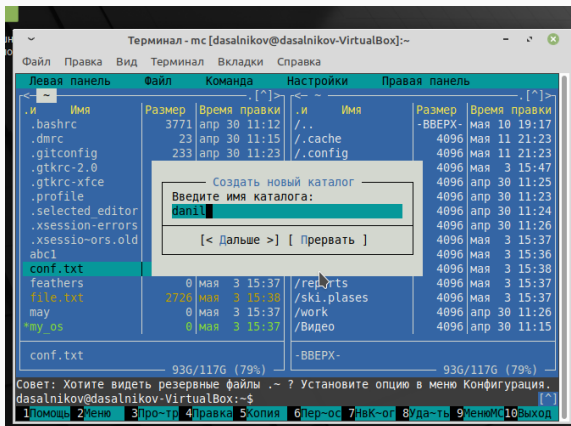 Терминал - mc [dasalnikov@dasalnikov-VirtualBox]:~
Файл Правка Вид Терминал Вкладки Справка
Левая панель Файл Команда Настройки Правая панель
<- ~ .[^]> <- ~ .[^]>
.и Имя Размер Время правки .и Имя Размер Время правки
.bashrc 3771 апр 30 11:12 /.. -ВВЕРХ- мая 10 19:17
.dmrc 23 апр 30 11:15 /.cache 4096 мая 11 21:23
.gitconfig 233 апр 30 11:23 /.config 4096 мая 11 21:23
.gtkrc-2.0 4096 мая 3 15:47
.gtkrc-xfce 4096 апр 30 11:25
.profile 4096 апр 30 11:23
.selected_editor 4096 апр 30 11:24
.xsession-errors 4096 апр 30 11:26
.xsessio~ors.old 4096 мая 3 15:37
abc1 4096 мая 3 15:36
conf.txt 4096 мая 3 15:38
Создать новый каталог
Введите имя каталога:
danil
[< Дальше >] [ Прервать ]
feathers 0 мая 3 15:37 /reports 4096 мая 3 15:37
file.txt 2726 мая 3 15:38 /ski.plases 4096 мая 3 15:37
may 0 мая 3 15:37 /work 4096 апр 30 11:26
*my_os 0 мая 3 15:37 /Видео 4096 апр 30 11:15
conf.txt -ВВЕРХ-
93G/117G (79%) 93G/117G (79%)
Совет: Хотите видеть резервные файлы .~ ? Установите опцию в меню Конфигурация.
dasalnikov@dasalnikov-VirtualBox:~$ [^]
1Помощь 2Меню 3Про~тр 4Правка 5Копия 6Пер~ос 7НвК~ог 8Уда~ть 9МенюMC 10Выход